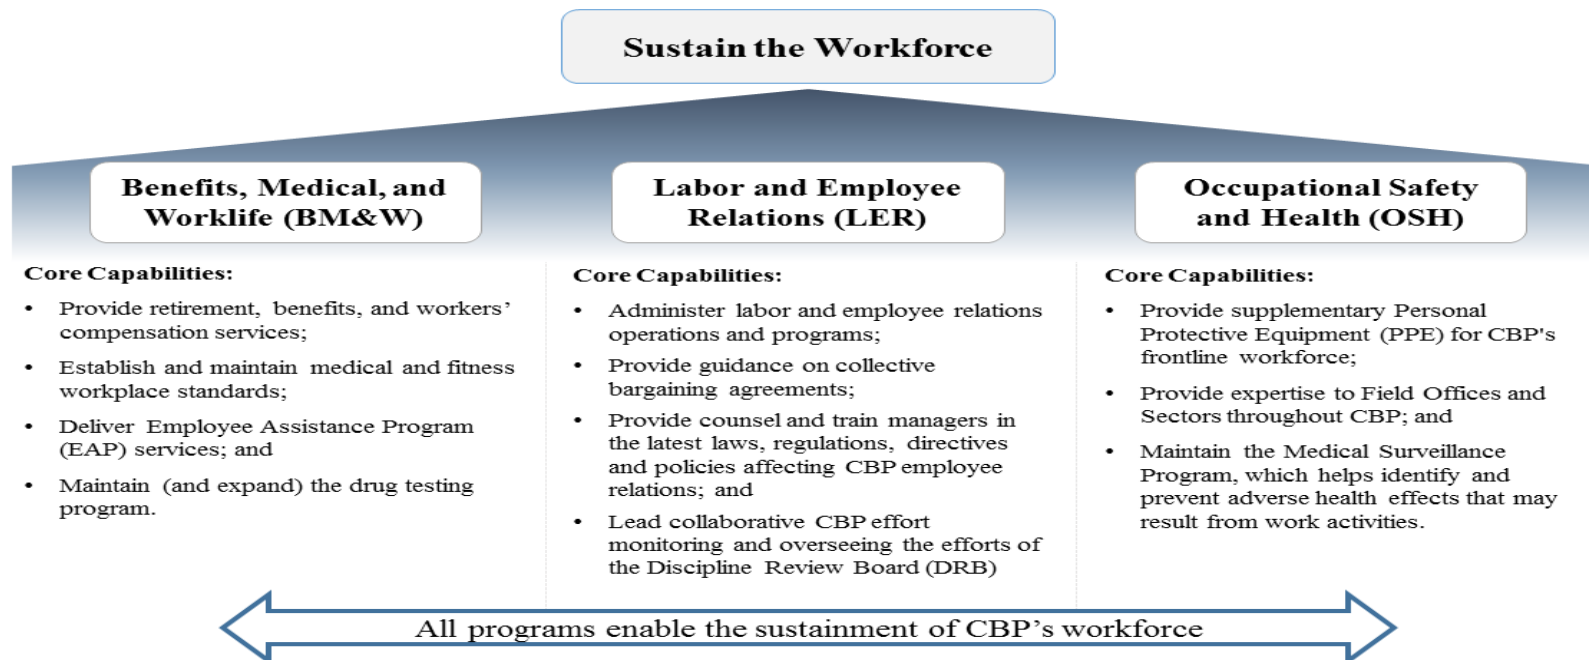 Sustain the Workforce
Benefits, Medical, and
Worklife (BM&W)
Core Capabilities:
• Provide retirement, benefits, and workers’
compensation services;
• Establish and maintain medical and fitness
workplace standards;
• Deliver Employee Assistance Program
(EAP) services; and
• Maintain (and expand) the drug testing
program.
Labor and Employee
Relations (LER)
Core Capabilities:
• Administer labor and employee relations
operations and programs;
• Provide guidance on collective
bargaining agreements;
• Provide counsel and train managers in
the latest laws, regulations, directives
and policies affecting CBP employee
relations; and
• Lead collaborative CBP effort
monitoring and overseeing the efforts of
the Discipline Review Board (DRB)
Occupational Safety
and Health (OSH)
Core Capabilities:
• Provide supplementary Personal
Protective Equipment (PPE) for CBP's
frontline workforce;
• Provide expertise to Field Offices and
Sectors throughout CBP; and
• Maintain the Medical Surveillance
Program, which helps identify and
prevent adverse health effects that may
result from work activities.
All programs enable the sustainment of CBP’s workforce